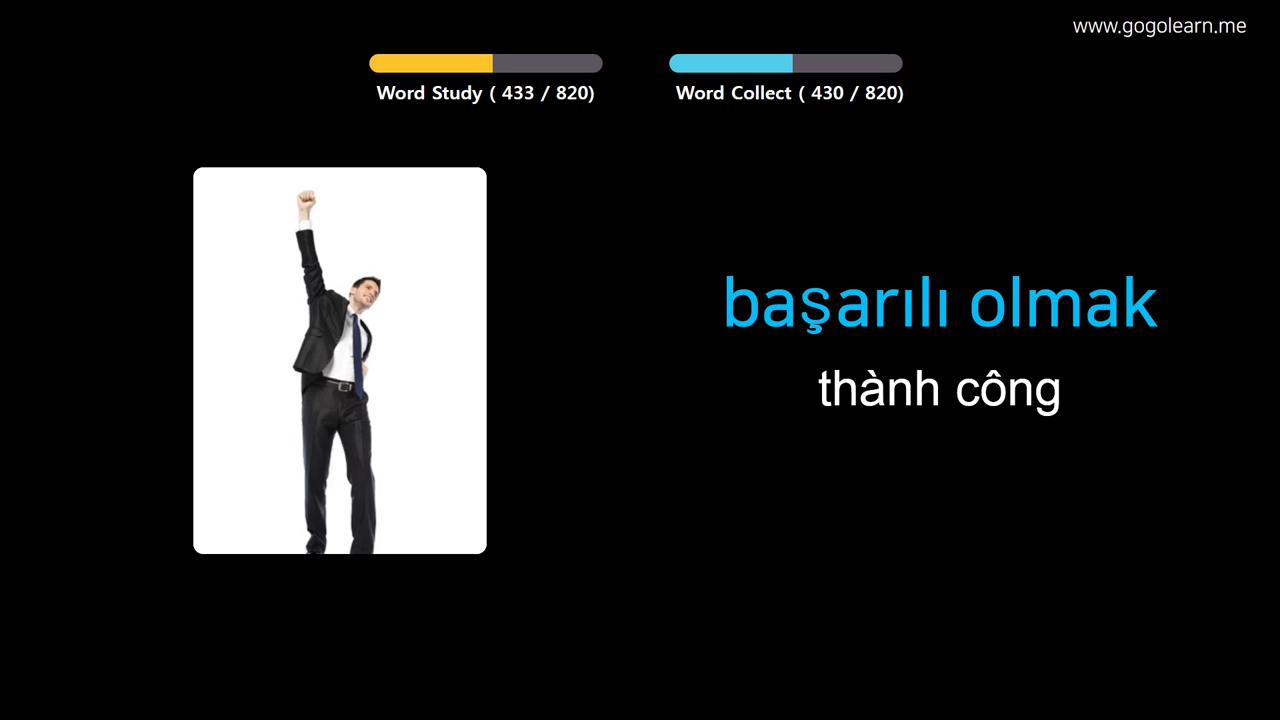 www.gogolearn.me
Word Study ( 433 / 820)
Word Collect ( 430 / 820)
başarılı olmak
thành công